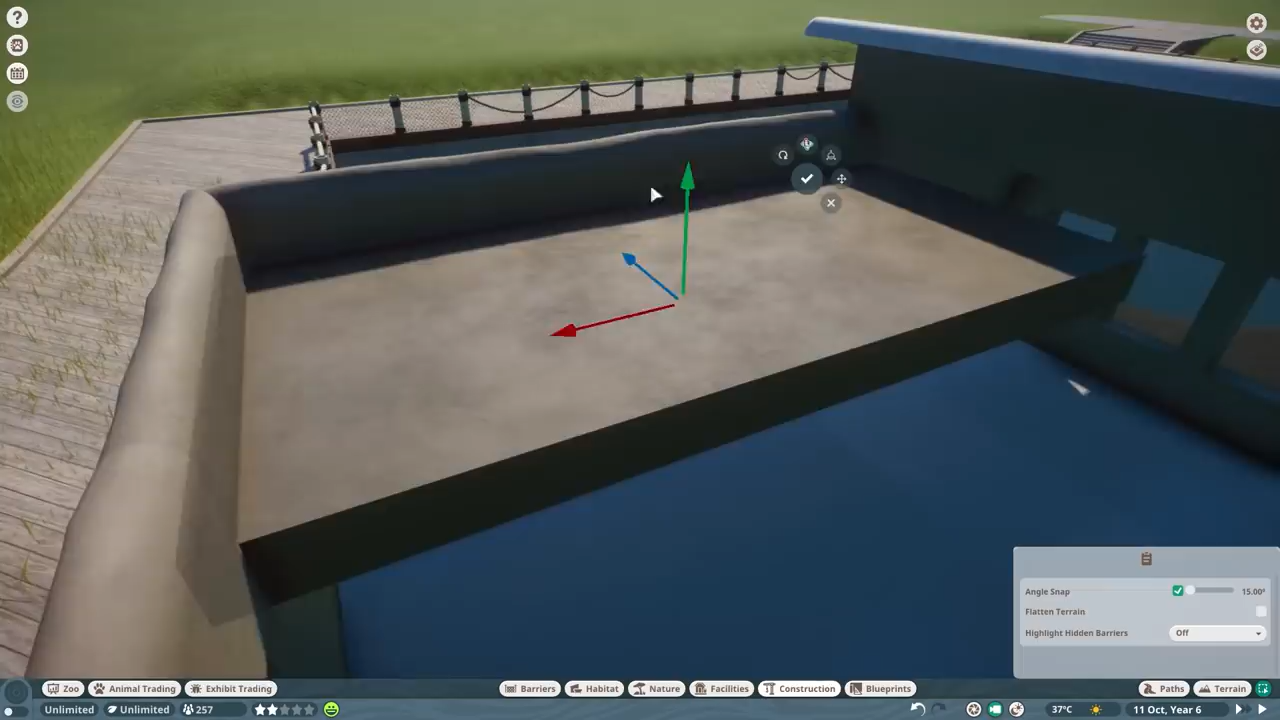 Angle Snap 15.00°
Flatten Terrain
Highlight Hidden Barriers Off
Zoo Animal Trading Exhibit Trading Barriers Habitat Nature Facilities Construction Blueprints Paths Terrain
Unlimited Unlimited 257 37°C 11 Oct, Year 6